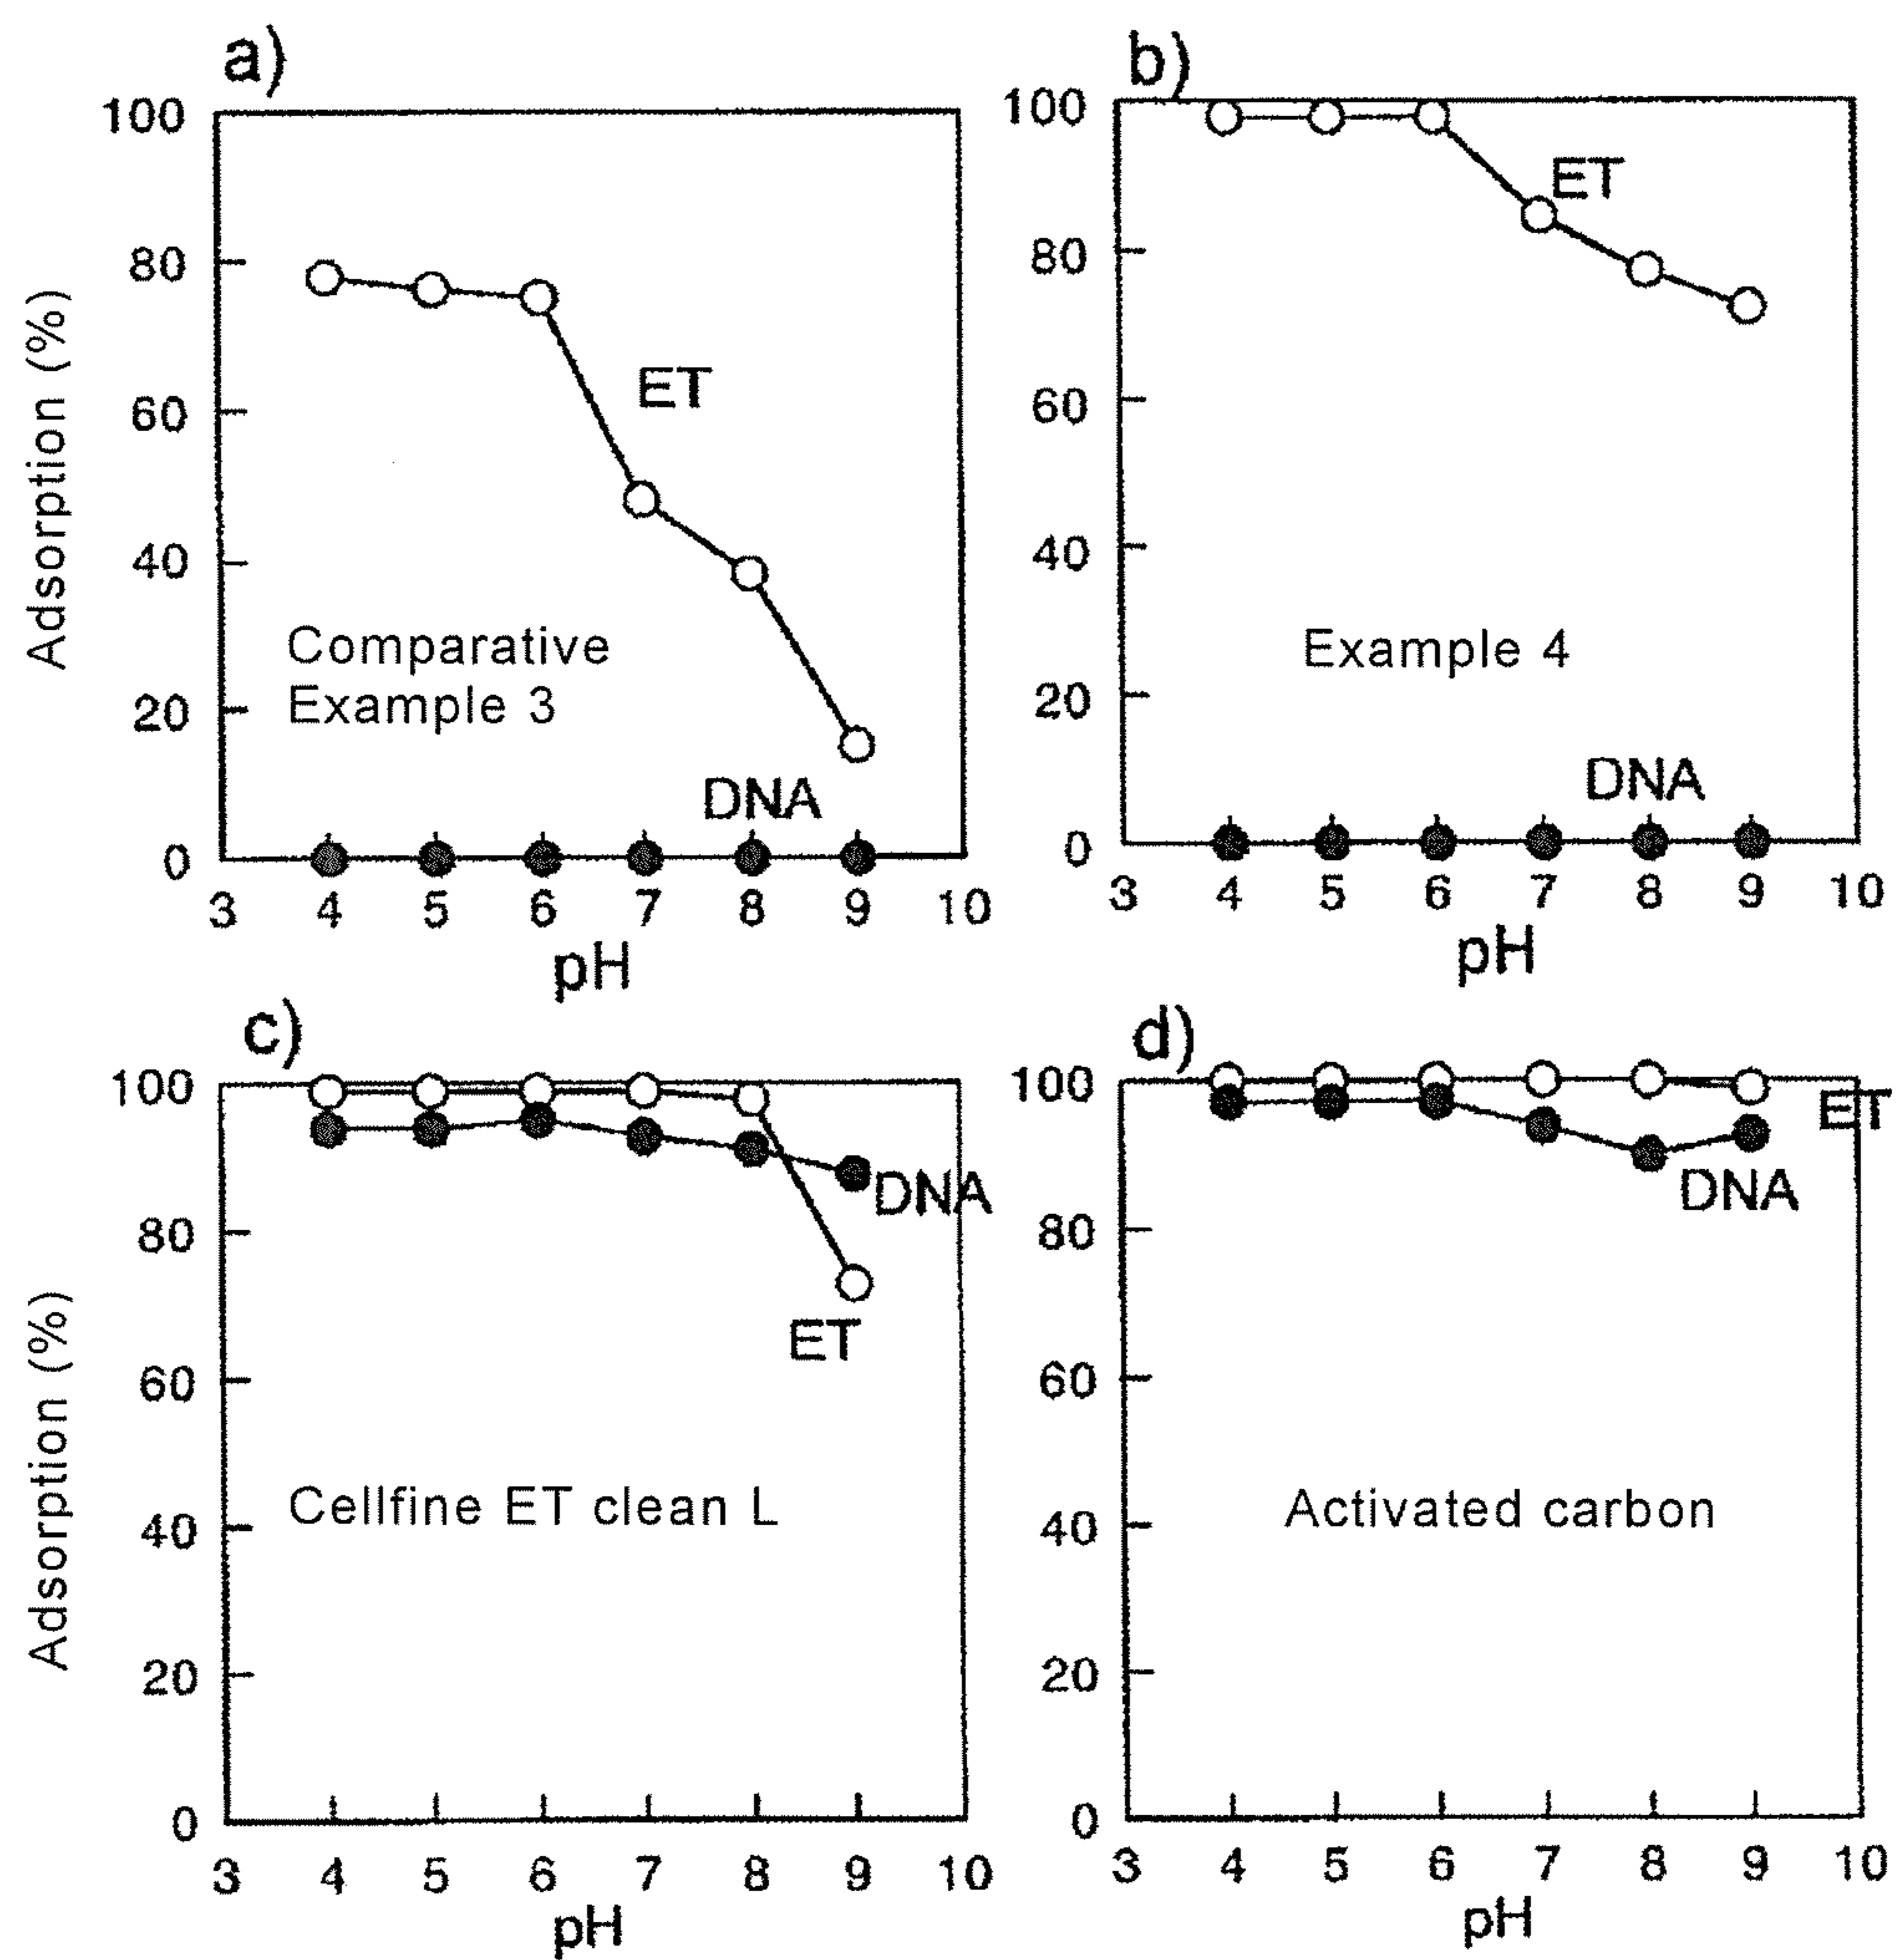 a)
100
80
60
40
20
0
Adsorption (%)
ET
Comparative
Example 3
DNA
3 4 5 6 7 8 9 10
pH
b)
100
80
60
40
20
0
ET
Example 4
DNA
3 4 5 6 7 8 9 10
pH
c)
100
80
60
40
20
0
Adsorption (%)
DNA
ET
Cellfine ET clean L
3 4 5 6 7 8 9 10
pH
d)
100
80
60
40
20
0
ET
DNA
Activated carbon
3 4 5 6 7 8 9 10
pH